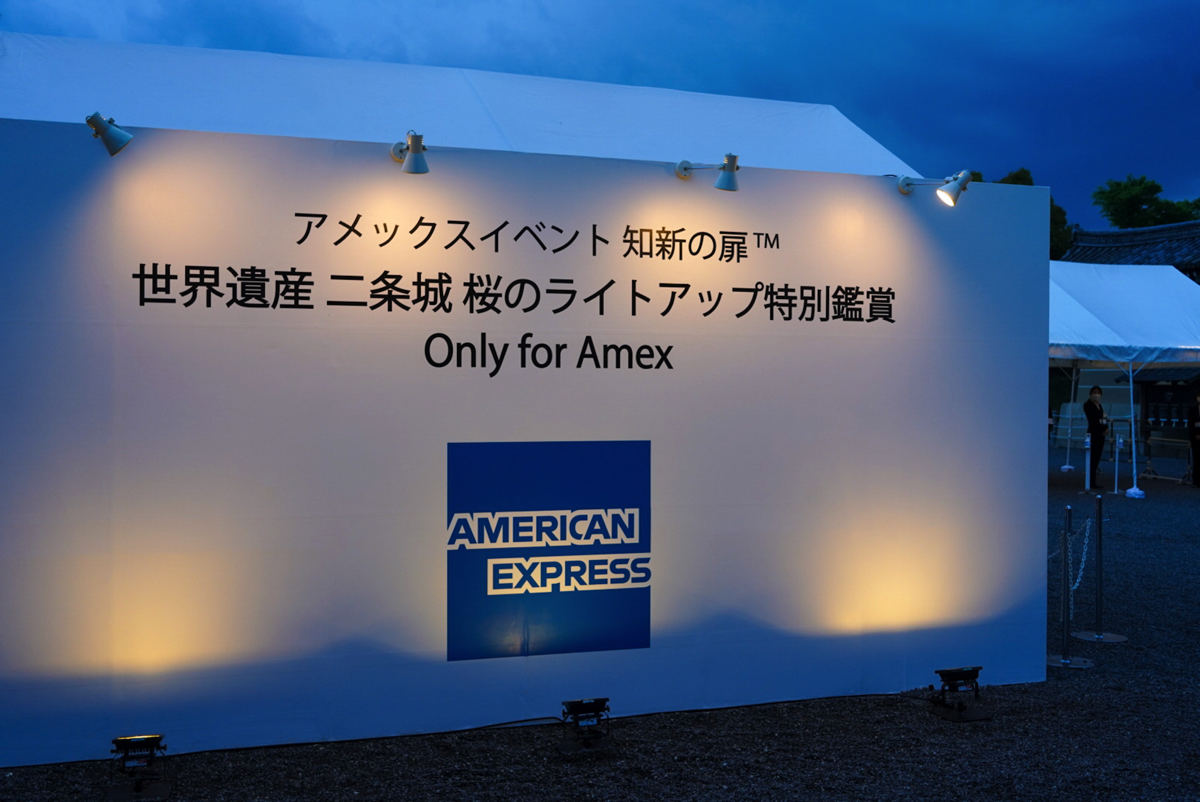 アメックスイベント 知新の扉™
世界遺産 二条城 桜のライトアップ特別鑑賞
Only for Amex
AMERICAN
EXPRESS